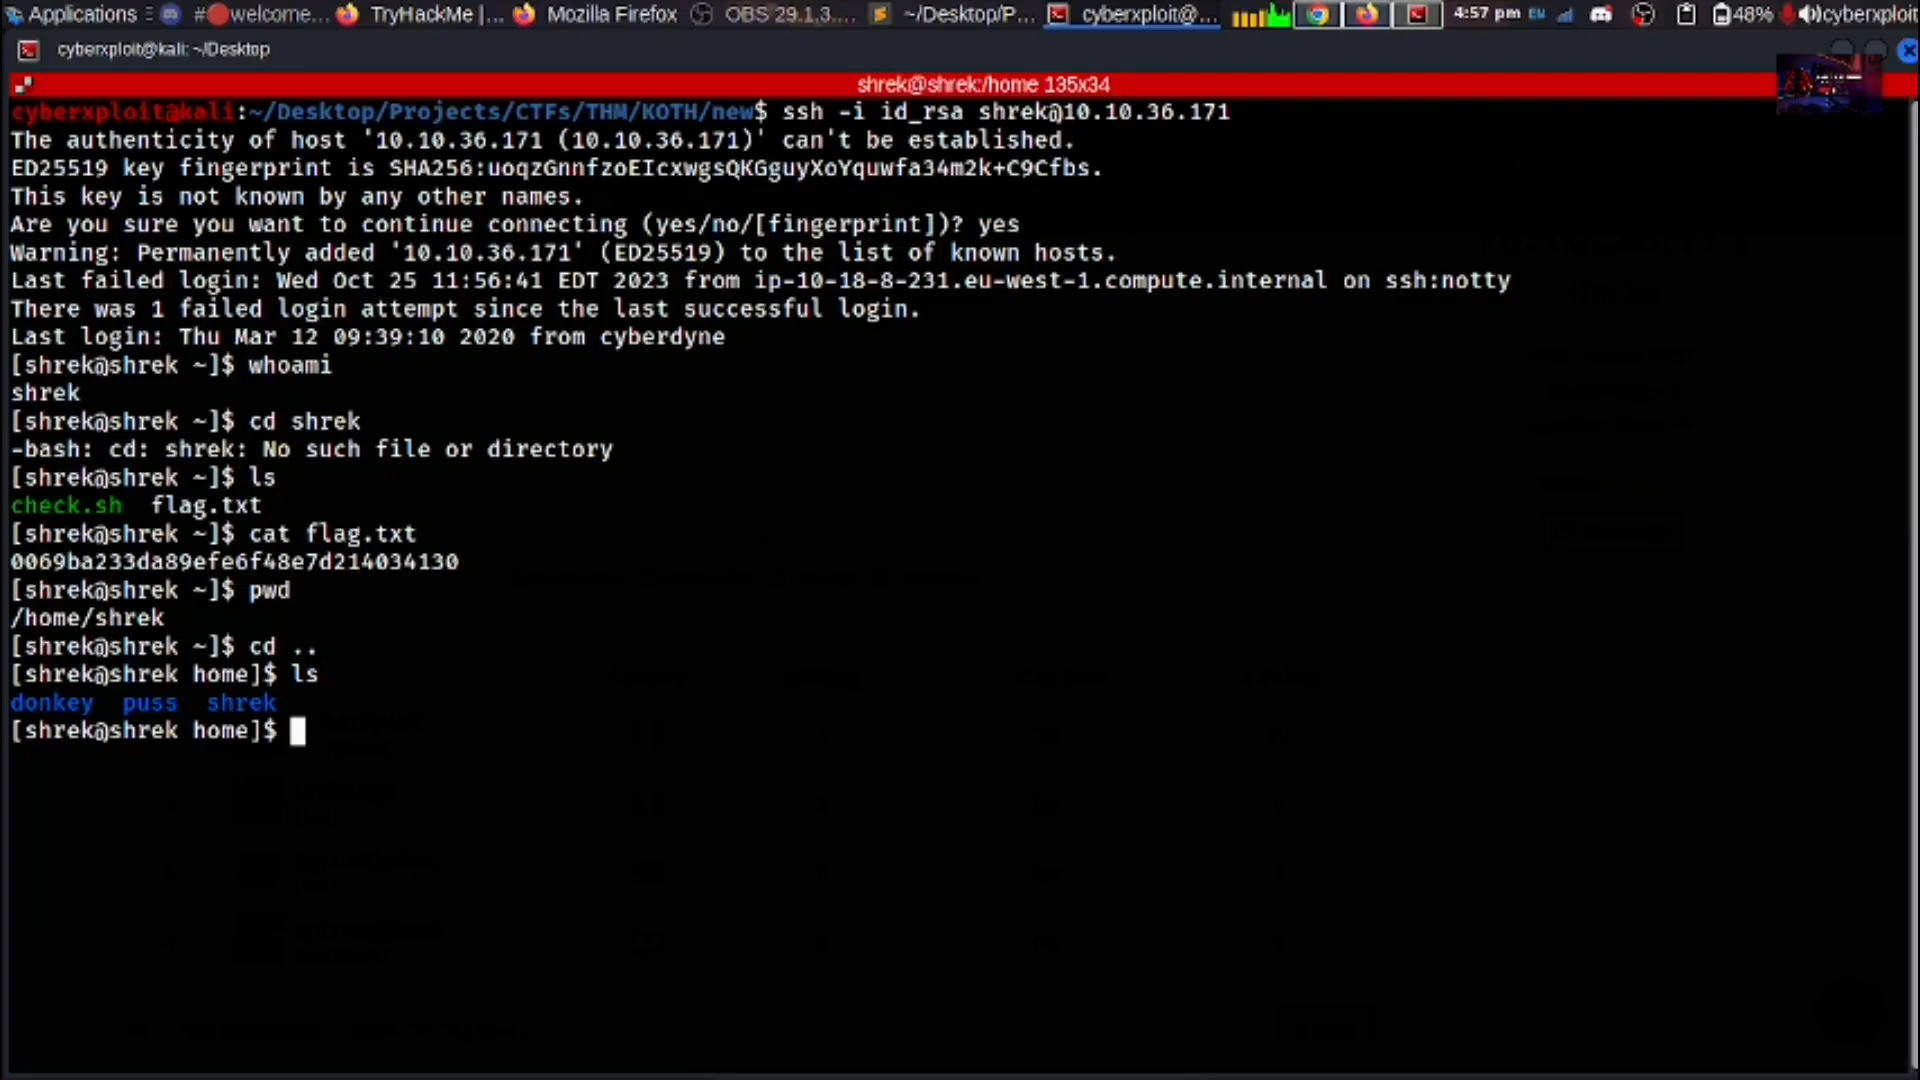 Applications #welcome... TryHackMe |... Mozilla Firefox OBS 29.1.3.... ~/Desktop/P... cyberxploit@... 4:57 pm EN 48% cyberxploit
cyberxploit@kali: ~/Desktop
shrek@shrek:/home 135x34
cyberxploit@kali:~/Desktop/Projects/CTFs/THM/KOTH/new$ ssh -i id_rsa shrek@10.10.36.171
The authenticity of host '10.10.36.171 (10.10.36.171)' can't be established.
ED25519 key fingerprint is SHA256:uoqzGnnfzoEIcxwgsQKGguyXoYquwfa34m2k+C9Cfbs.
This key is not known by any other names.
Are you sure you want to continue connecting (yes/no/[fingerprint])? yes
Warning: Permanently added '10.10.36.171' (ED25519) to the list of known hosts.
Last failed login: Wed Oct 25 11:56:41 EDT 2023 from ip-10-18-8-231.eu-west-1.compute.internal on ssh:notty
There was 1 failed login attempt since the last successful login.
Last login: Thu Mar 12 09:39:10 2020 from cyberdyne
[shrek@shrek ~]$ whoami
shrek
[shrek@shrek ~]$ cd shrek
-bash: cd: shrek: No such file or directory
[shrek@shrek ~]$ ls
check.sh flag.txt
[shrek@shrek ~]$ cat flag.txt
0069ba233da89efe6f48e7d214034130
[shrek@shrek ~]$ pwd
/home/shrek
[shrek@shrek ~]$ cd ..
[shrek@shrek home]$ ls
donkey puss shrek
[shrek@shrek home]$